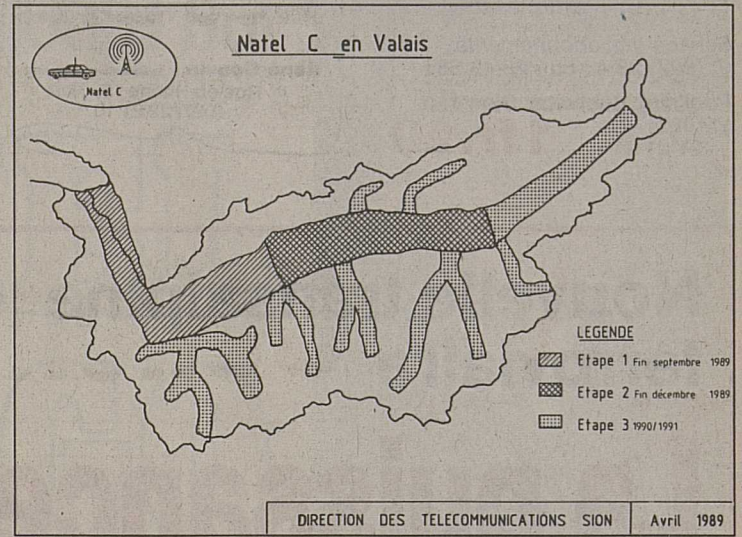 Natel C en Valais
Natel C
LEGENDE
Etape 1 Fin septembre 1989
Etape 2 Fin décembre 1989
Etape 3 1990/1991
DIRECTION DES TELECOMMUNICATIONS SION
Avril 1989